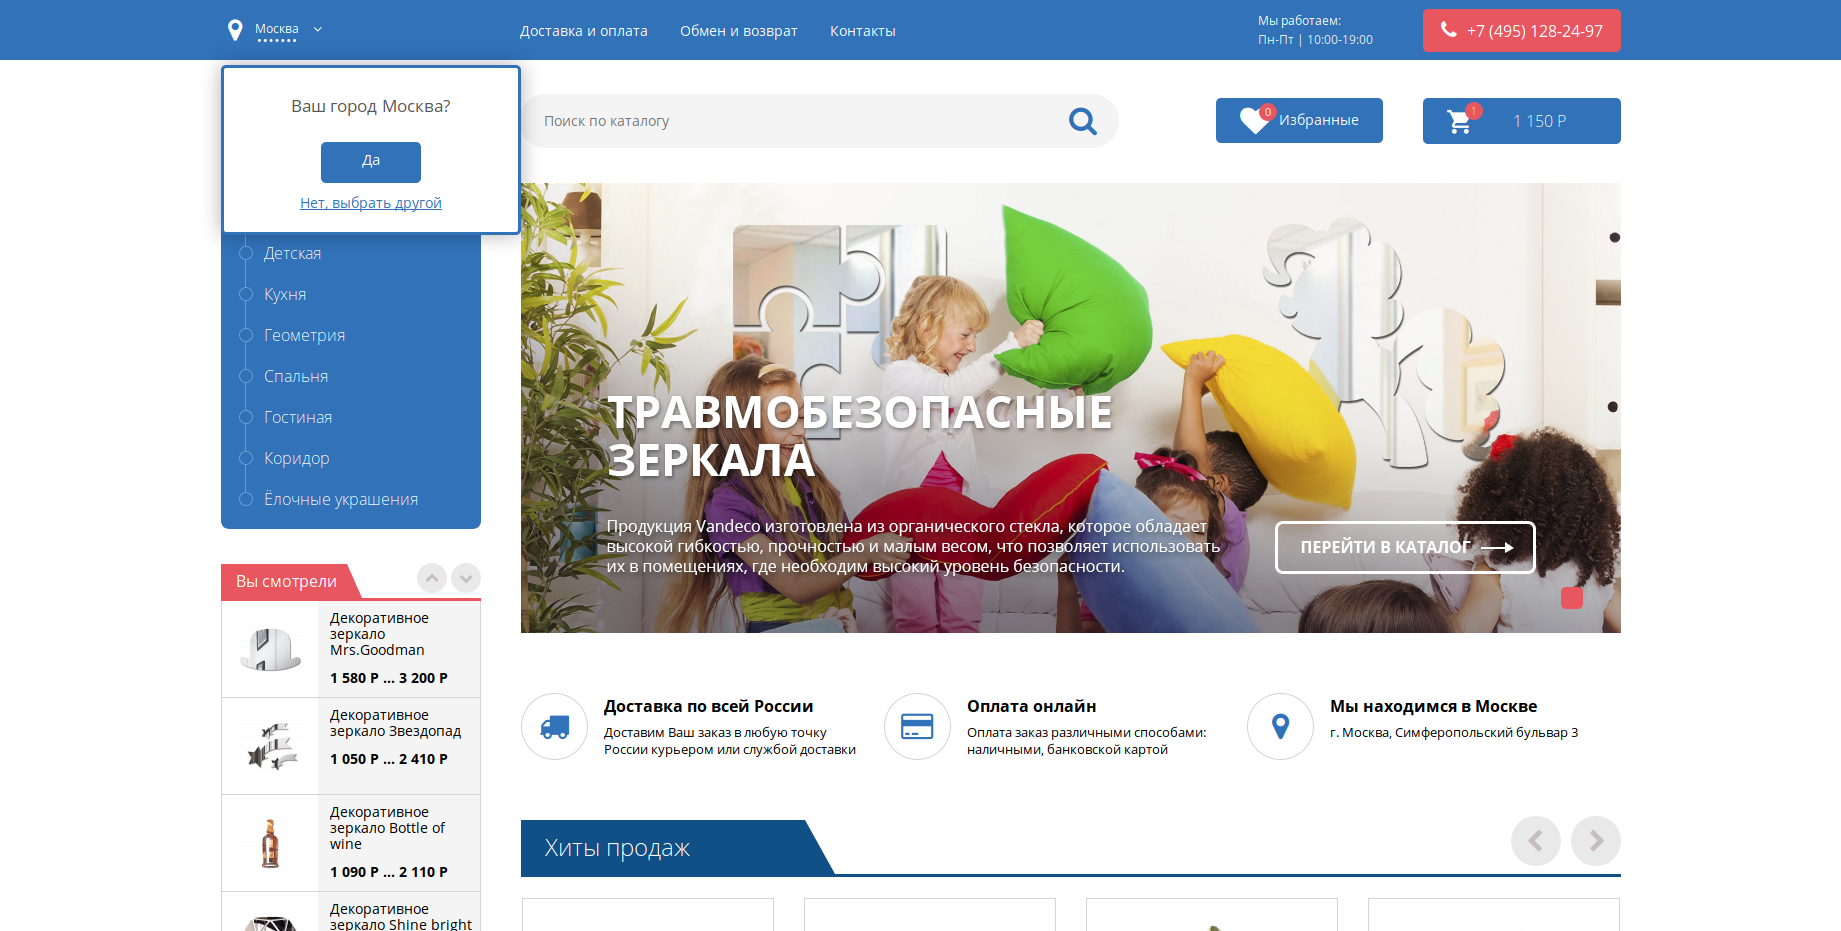 Москва
Доставка и оплата
Обмен и возврат
Контакты
Мы работаем:
Пн-Пт | 10:00-19:00
+7 (495) 128-24-97
Ваш город Москва?
Да
Нет, выбрать другой
Поиск по каталогу
0
Избранные
1
1 150 Р
Детская
Кухня
Геометрия
Спальня
Гостиная
Коридор
Ёлочные украшения
ТРАВМОБЕЗОПАСНЫЕ
ЗЕРКАЛА
Продукция Vandeco изготовлена из органического стекла, которое обладает
высокой гибкостью, прочностью и малым весом, что позволяет использовать
их в помещениях, где необходим высокий уровень безопасности.
ПЕРЕЙТИ В КАТАЛОГ
Вы смотрели
Декоративное
зеркало
Mrs.Goodman
1 580 Р ... 3 200 Р
Декоративное
зеркало Звездопад
1 050 Р ... 2 410 Р
Декоративное
зеркало Bottle of
wine
1 090 Р ... 2 110 Р
Декоративное
зеркало Shine bright
Доставка по всей России
Доставим Ваш заказ в любую точку
России курьером или службой доставки
Оплата онлайн
Оплата заказ различными способами:
наличными, банковской картой
Мы находимся в Москве
г. Москва, Симферопольский бульвар 3
Хиты продаж